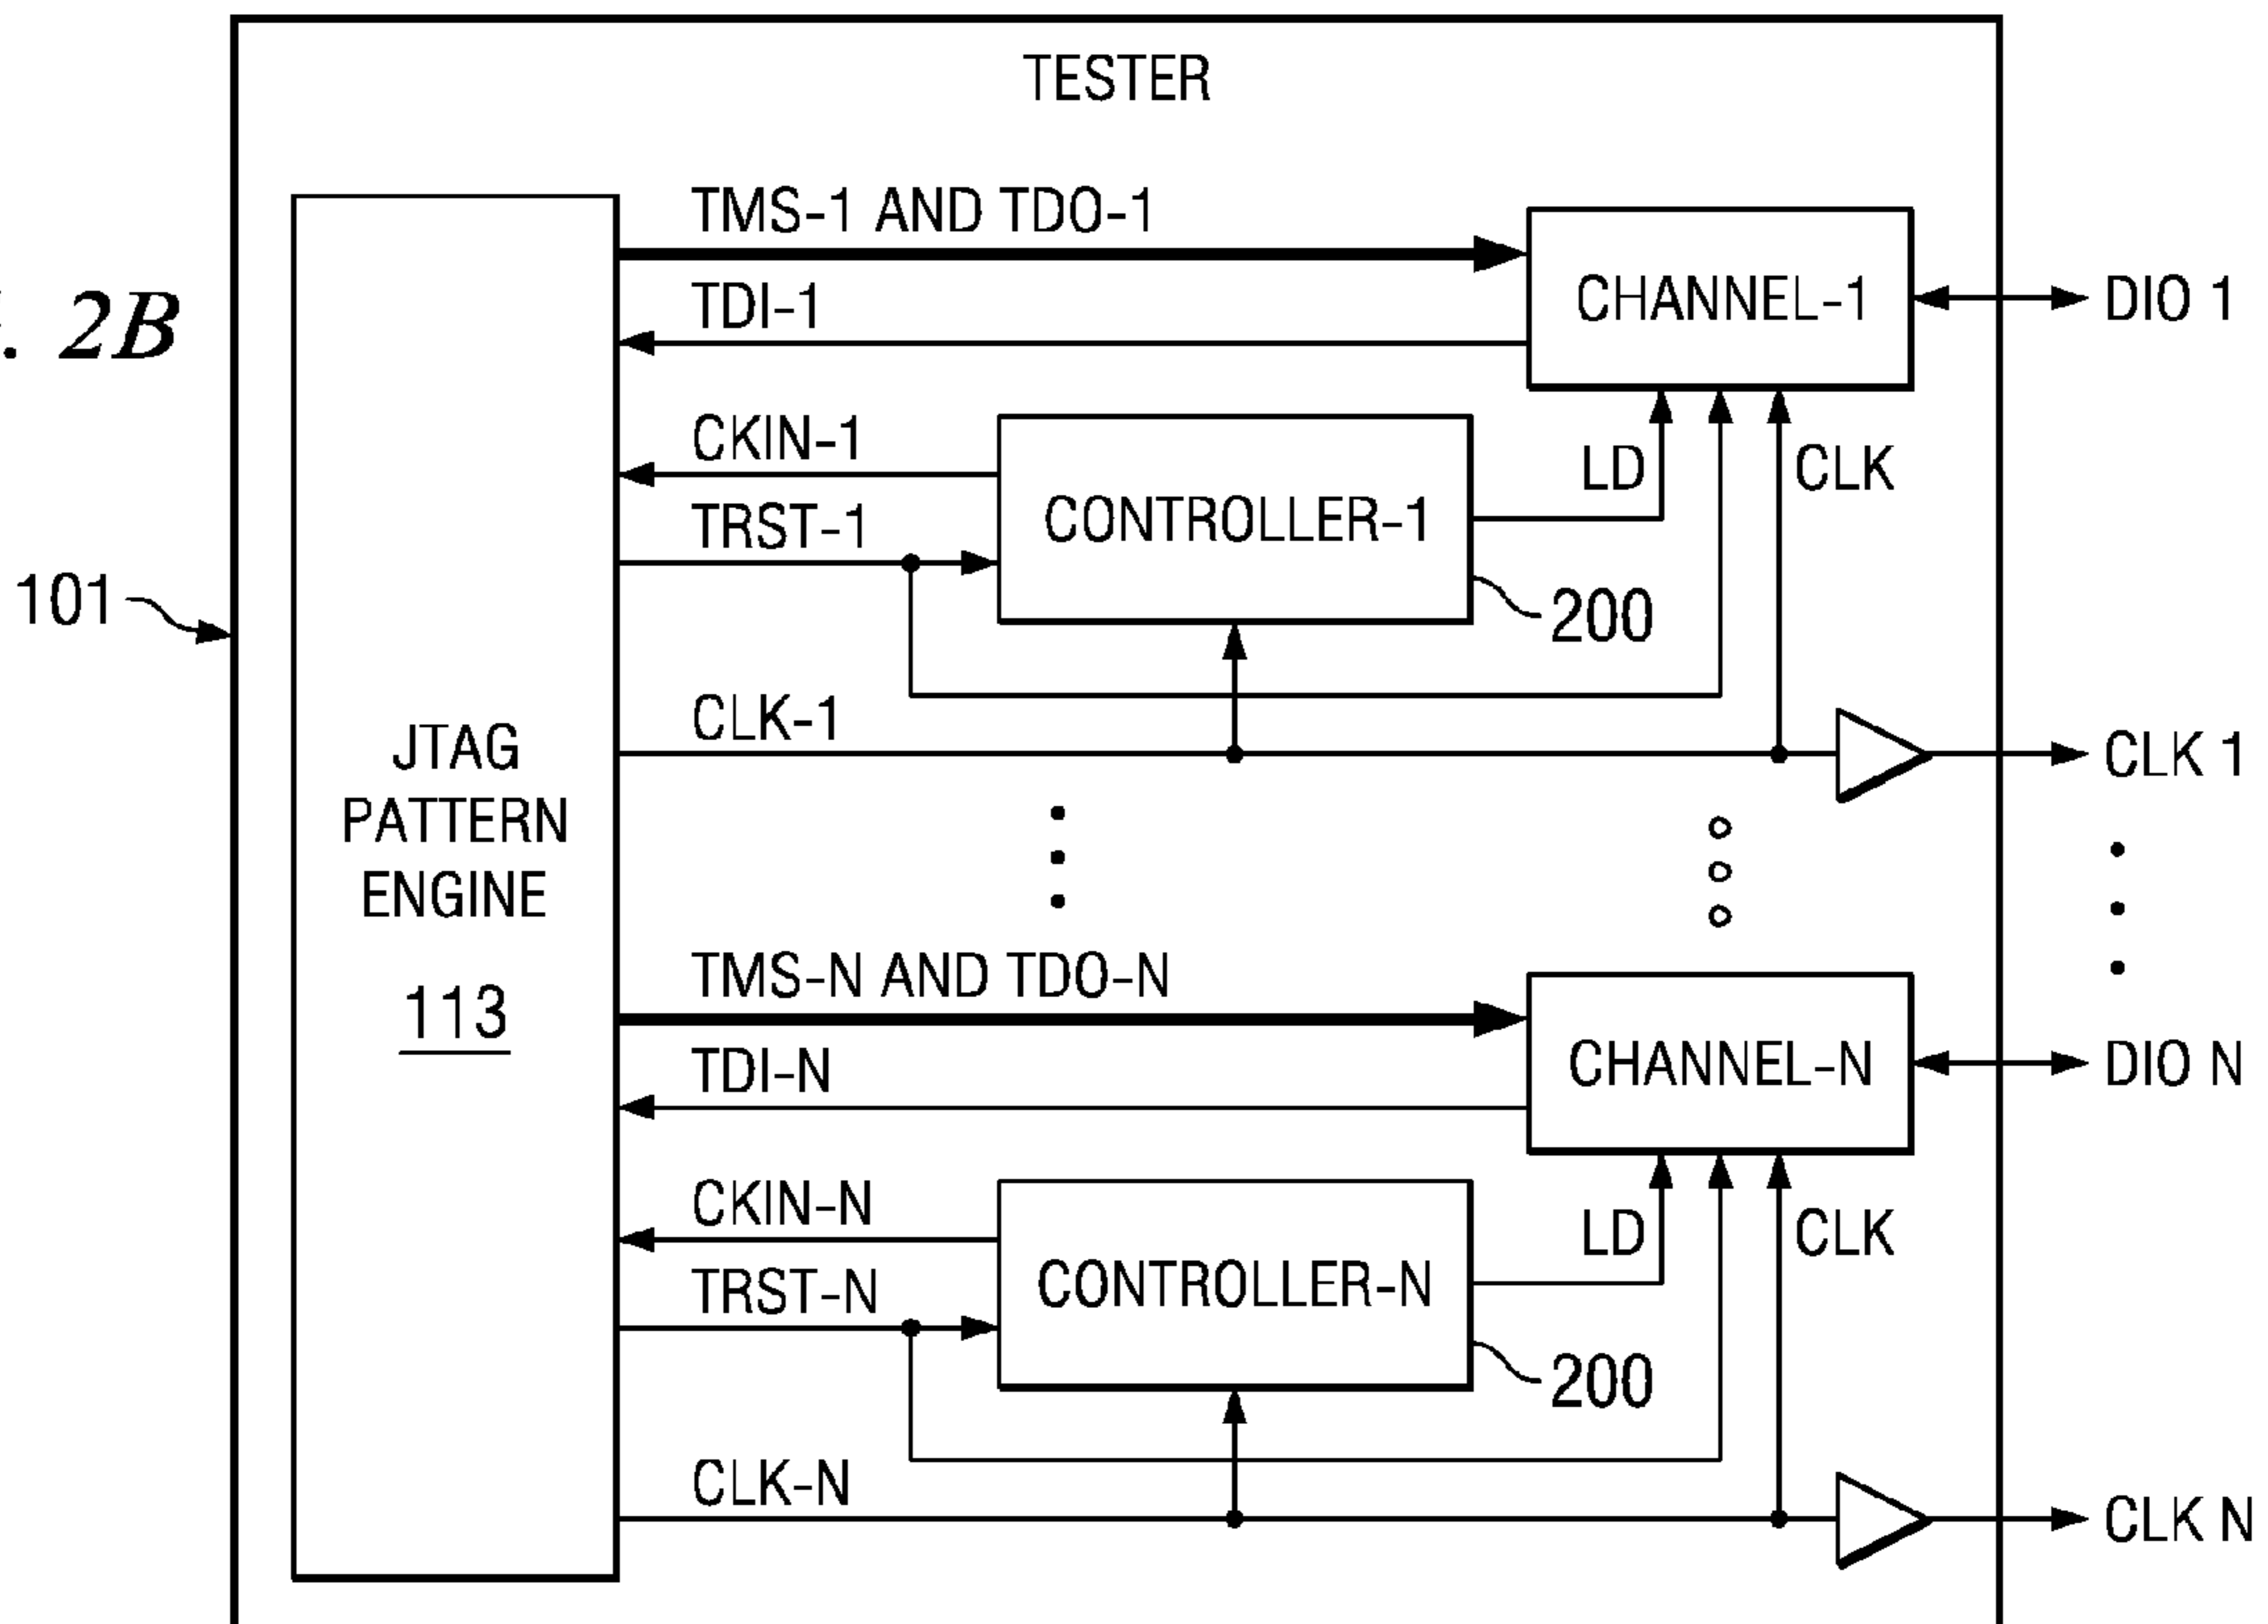 TESTER
. 2B
101
JTAG
PATTERN
ENGINE
113
TMS-1 AND TDO-1
TDI-1
CKIN-1
TRST-1
CLK-1
CHANNEL-1
CONTROLLER-1
200
LD
CLK
DIO 1
CLK 1
TMS-N AND TDO-N
TDI-N
CKIN-N
TRST-N
CLK-N
CHANNEL-N
CONTROLLER-N
200
LD
CLK
DIO N
CLK N